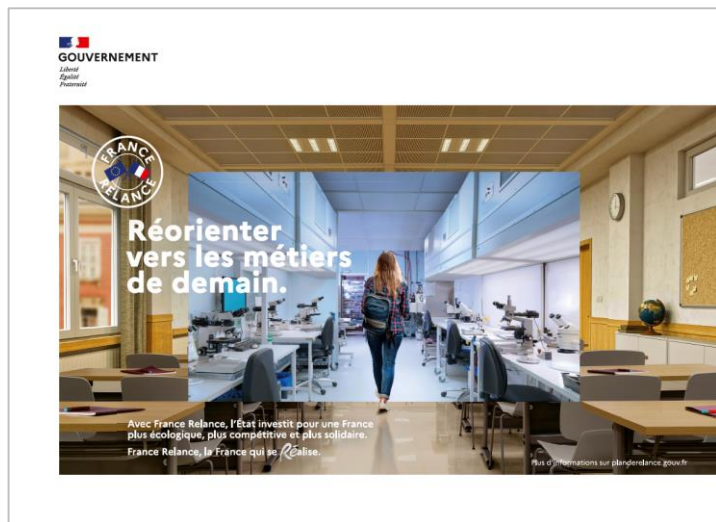 GOUVERNEMENT
Liberté
Égalité
Fraternité
FRANCE
RELANCE
Réorienter
vers les métiers
de demain.
Avec France Relance, l'État investit pour une France
plus écologique, plus compétitive et plus solidaire.
France Relance, la France qui se Réalise.
Plus d'informations sur planderelance.gouv.fr